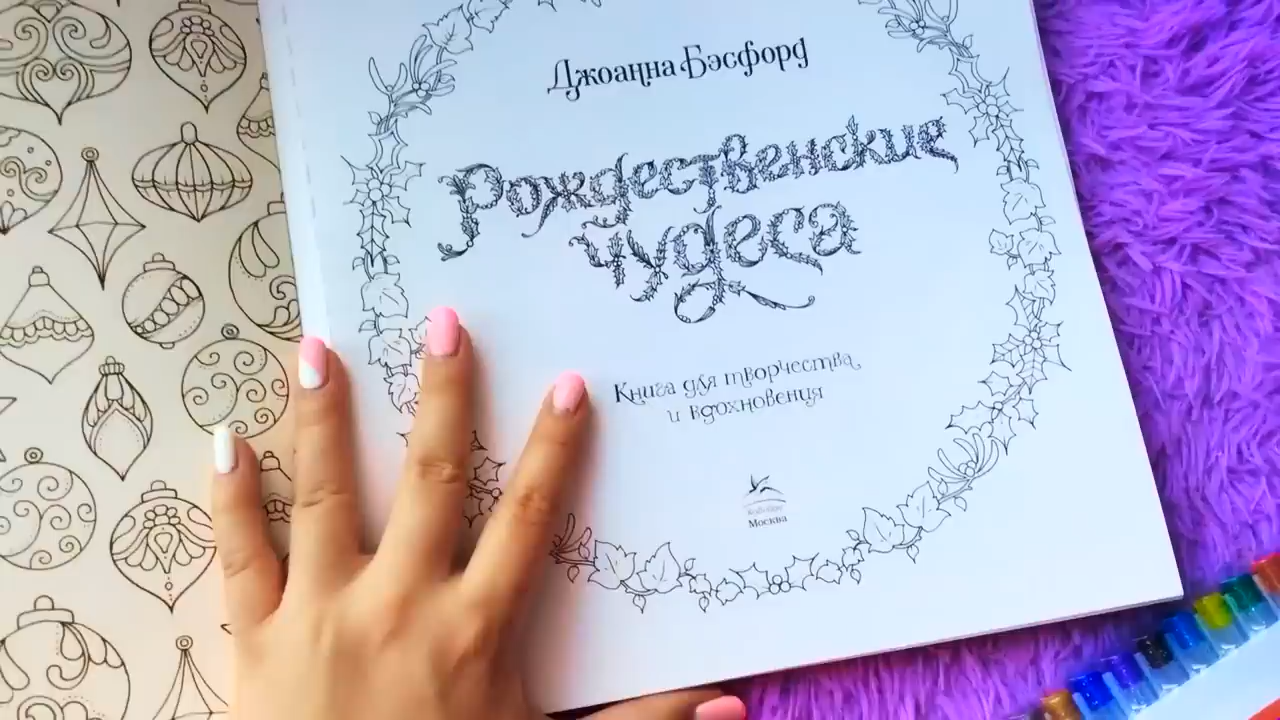 Джоанна Бэсфорд
Рождественские
чудеса
Книга для творчества
и вдохновения
Москва